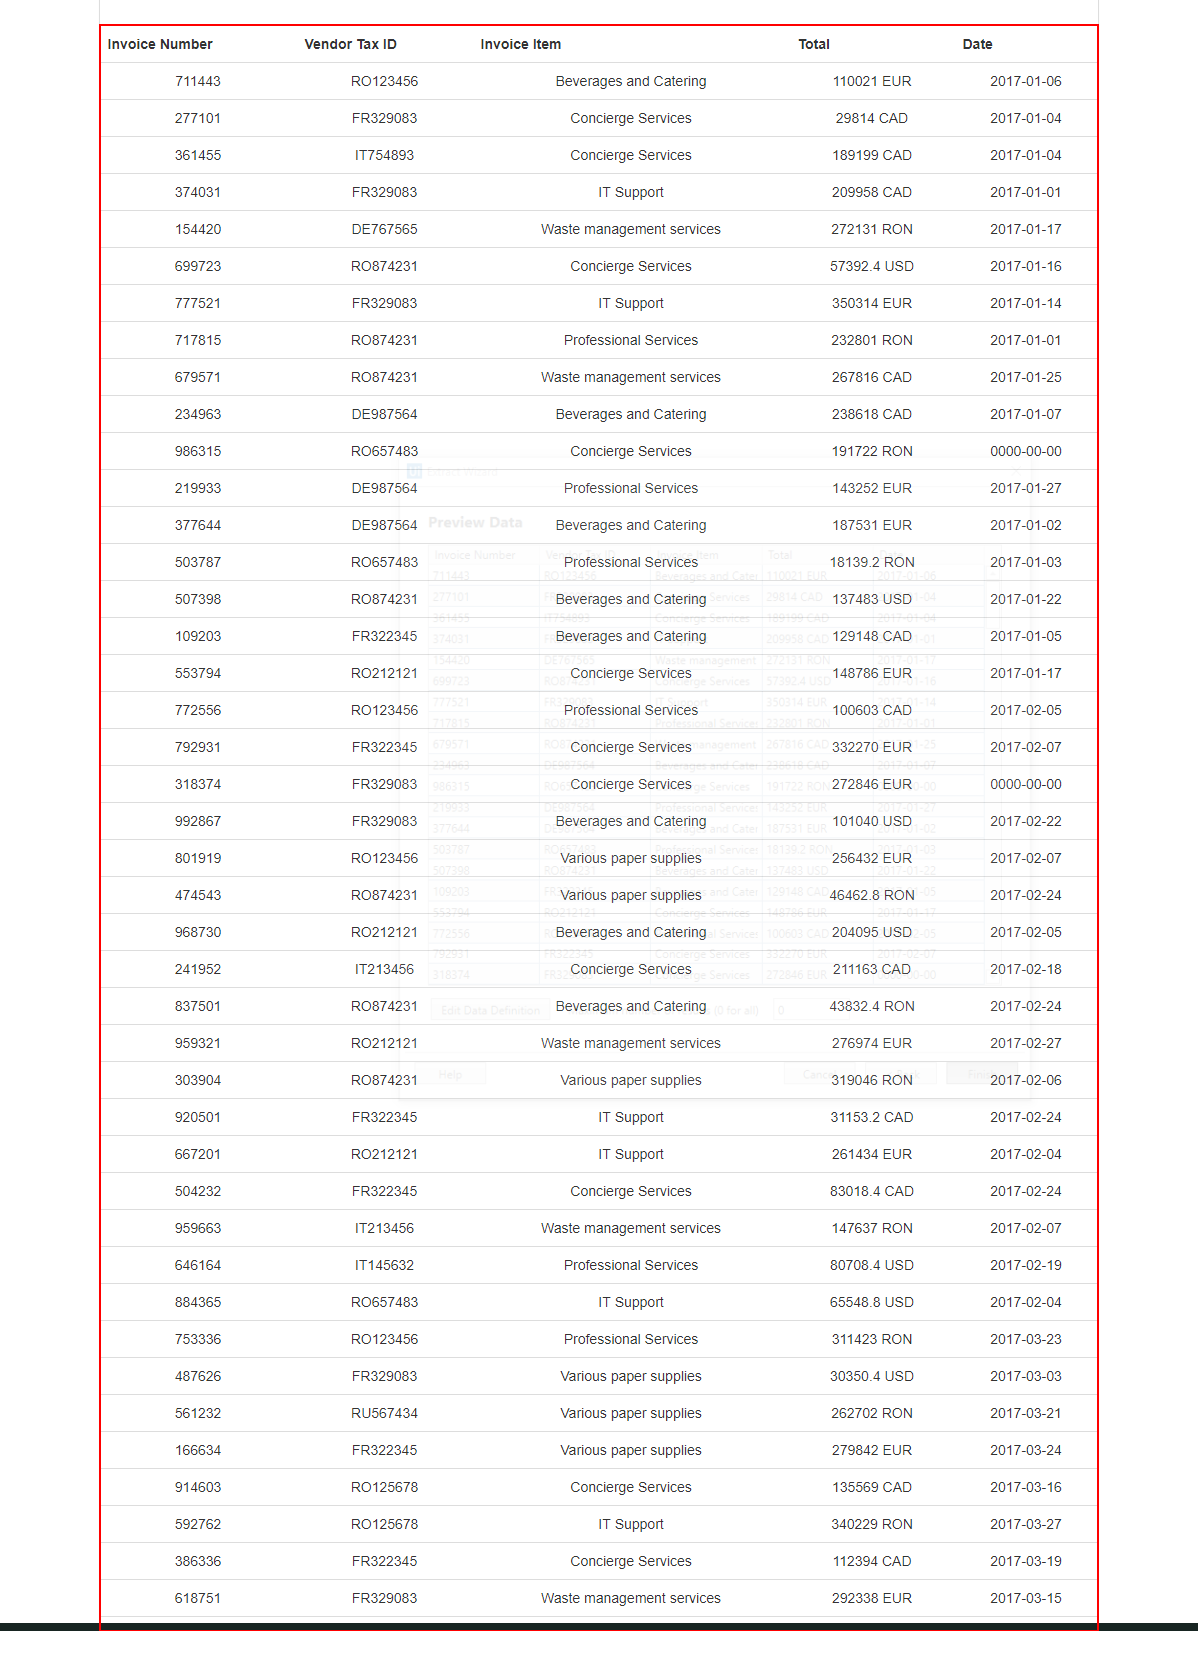 Invoice Number Vendor Tax ID Invoice Item Total Date
711443 RO123456 Beverages and Catering 110021 EUR 2017-01-06
277101 FR329083 Concierge Services 29814 CAD 2017-01-04
361455 IT754893 Concierge Services 189199 CAD 2017-01-04
374031 FR329083 IT Support 209958 CAD 2017-01-01
154420 DE767565 Waste management services 272131 RON 2017-01-17
699723 RO874231 Concierge Services 57392.4 USD 2017-01-16
777521 FR329083 IT Support 350314 EUR 2017-01-14
717815 RO874231 Professional Services 232801 RON 2017-01-01
679571 RO874231 Waste management services 267816 CAD 2017-01-25
234963 DE987564 Beverages and Catering 238618 CAD 2017-01-07
986315 RO657483 Concierge Services 191722 RON 0000-00-00
219933 DE987564 Professional Services 143252 EUR 2017-01-27
Preview Data
377644 DE987564 Beverages and Catering 187531 EUR 2017-01-02
503787 RO657483 Professional Services 18139.2 RON 2017-01-03
507398 RO874231 Beverages and Catering 137483 USD 2017-01-22
109203 FR322345 Beverages and Catering 129148 CAD 2017-01-05
553794 RO212121 Concierge Services 148786 EUR 2017-01-17
772556 RO123456 Professional Services 100603 CAD 2017-02-05
792931 FR322345 Concierge Services 332270 EUR 2017-02-07
318374 FR329083 Concierge Services 272846 EUR 0000-00-00
992867 FR329083 Beverages and Catering 101040 USD 2017-02-22
801919 RO123456 Various paper supplies 256432 EUR 2017-02-07
474543 RO874231 Various paper supplies 46462.8 RON 2017-02-24
968730 RO212121 Beverages and Catering 204095 USD 2017-02-05
241952 IT213456 Concierge Services 211163 CAD 2017-02-18
837501 RO874231 Beverages and Catering 43832.4 RON 2017-02-24
Edit Data Definition (0 for all) 0
959321 RO212121 Waste management services 276974 EUR 2017-02-27
Help
303904 RO874231 Various paper supplies 319046 RON 2017-02-06
920501 FR322345 IT Support 31153.2 CAD 2017-02-24
667201 RO212121 IT Support 261434 EUR 2017-02-04
504232 FR322345 Concierge Services 83018.4 CAD 2017-02-24
959663 IT213456 Waste management services 147637 RON 2017-02-07
646164 IT145632 Professional Services 80708.4 USD 2017-02-19
884365 RO657483 IT Support 65548.8 USD 2017-02-04
753336 RO123456 Professional Services 311423 RON 2017-03-23
487626 FR329083 Various paper supplies 30350.4 USD 2017-03-03
561232 RU567434 Various paper supplies 262702 RON 2017-03-21
166634 FR322345 Various paper supplies 279842 EUR 2017-03-24
914603 RO125678 Concierge Services 135569 CAD 2017-03-16
592762 RO125678 IT Support 340229 RON 2017-03-27
386336 FR322345 Concierge Services 112394 CAD 2017-03-19
618751 FR329083 Waste management services 292338 EUR 2017-03-15